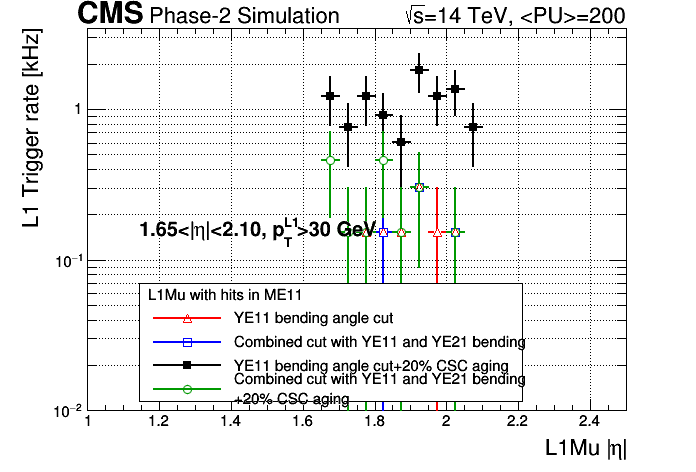 CMS Phase-2 Simulation √s=14 TeV, <PU>=200
L1 Trigger rate [kHz]
1
10⁻¹
10⁻²
1.65<|η|<2.10, p_T^L1>30 GeV
L1Mu with hits in ME11
YE11 bending angle cut
Combined cut with YE11 and YE21 bending
YE11 bending angle cut+20% CSC aging
Combined cut with YE11 and YE21 bending
+20% CSC aging
1 1.2 1.4 1.6 1.8 2 2.2 2.4
L1Mu |η|